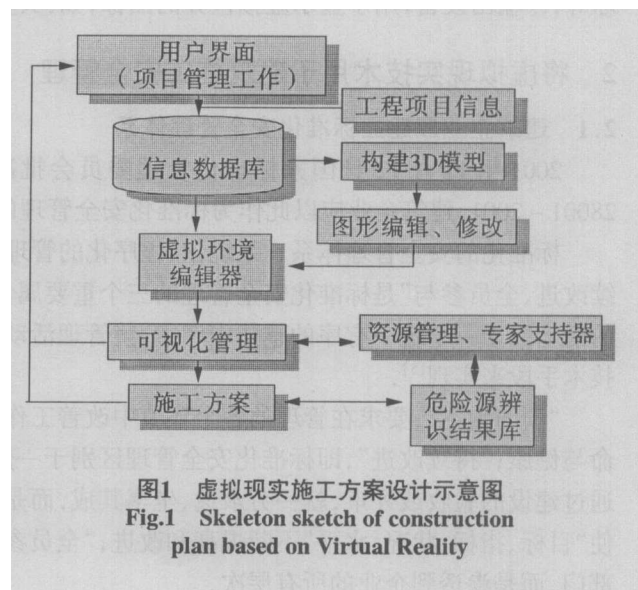 用户界面
（项目管理工作）
工程项目信息
信息数据库
构建3D模型
图形编辑、修改
虚拟环境
编辑器
可视化管理
资源管理、专家支持器
施工方案
危险源辨
识结果库
图1 虚拟现实施工方案设计示意图
Fig.1 Skeleton sketch of construction
plan based on Virtual Reality